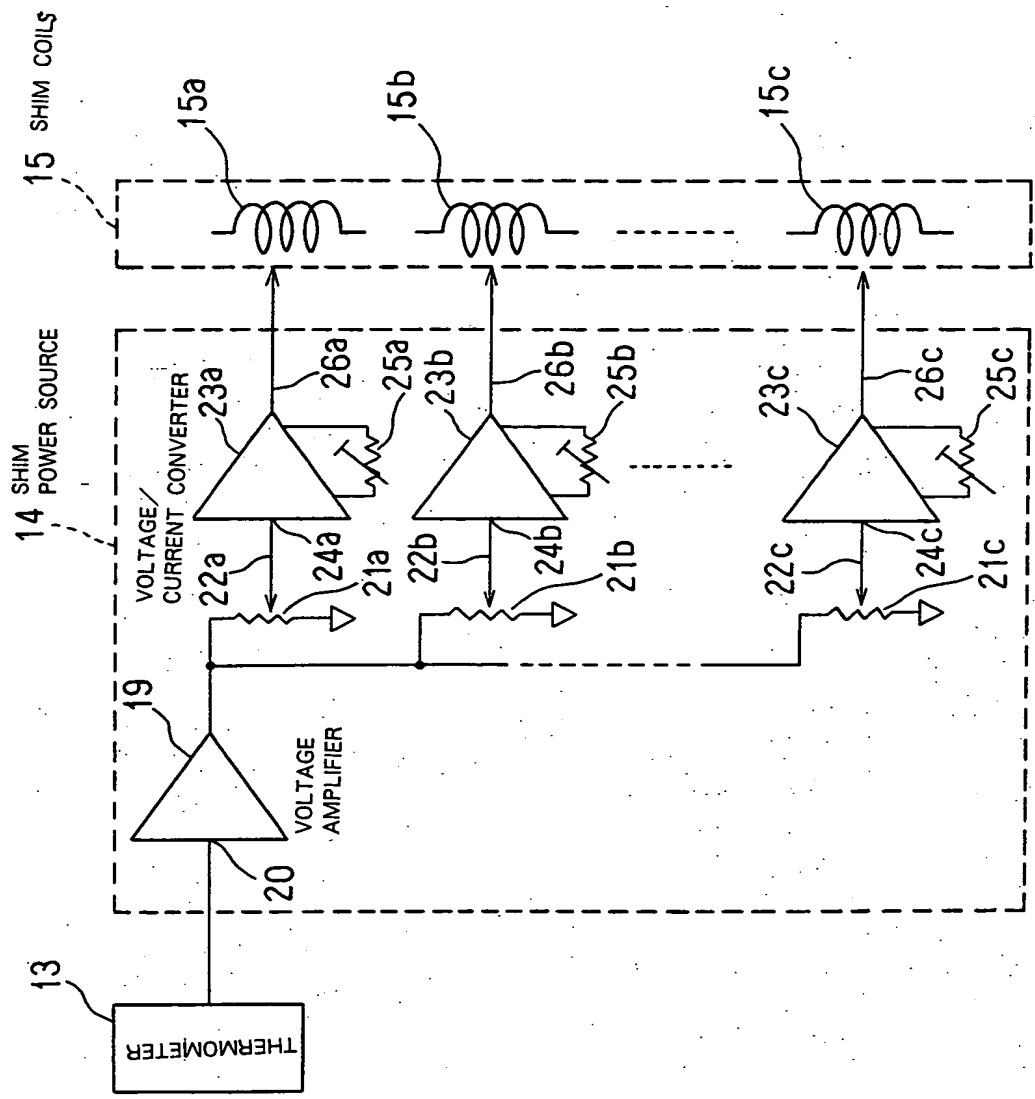 15 SHIM COILS
15a
15b
15c
14 SHIM
POWER SOURCE
VOLTAGE/
CURRENT CONVERTER
23a
26a
25a
24a
22a
21a
23b
26b
25b
24b
22b
21b
23c
26c
25c
24c
22c
21c
19
VOLTAGE
AMPLIFIER
20
13
THERMOMETER